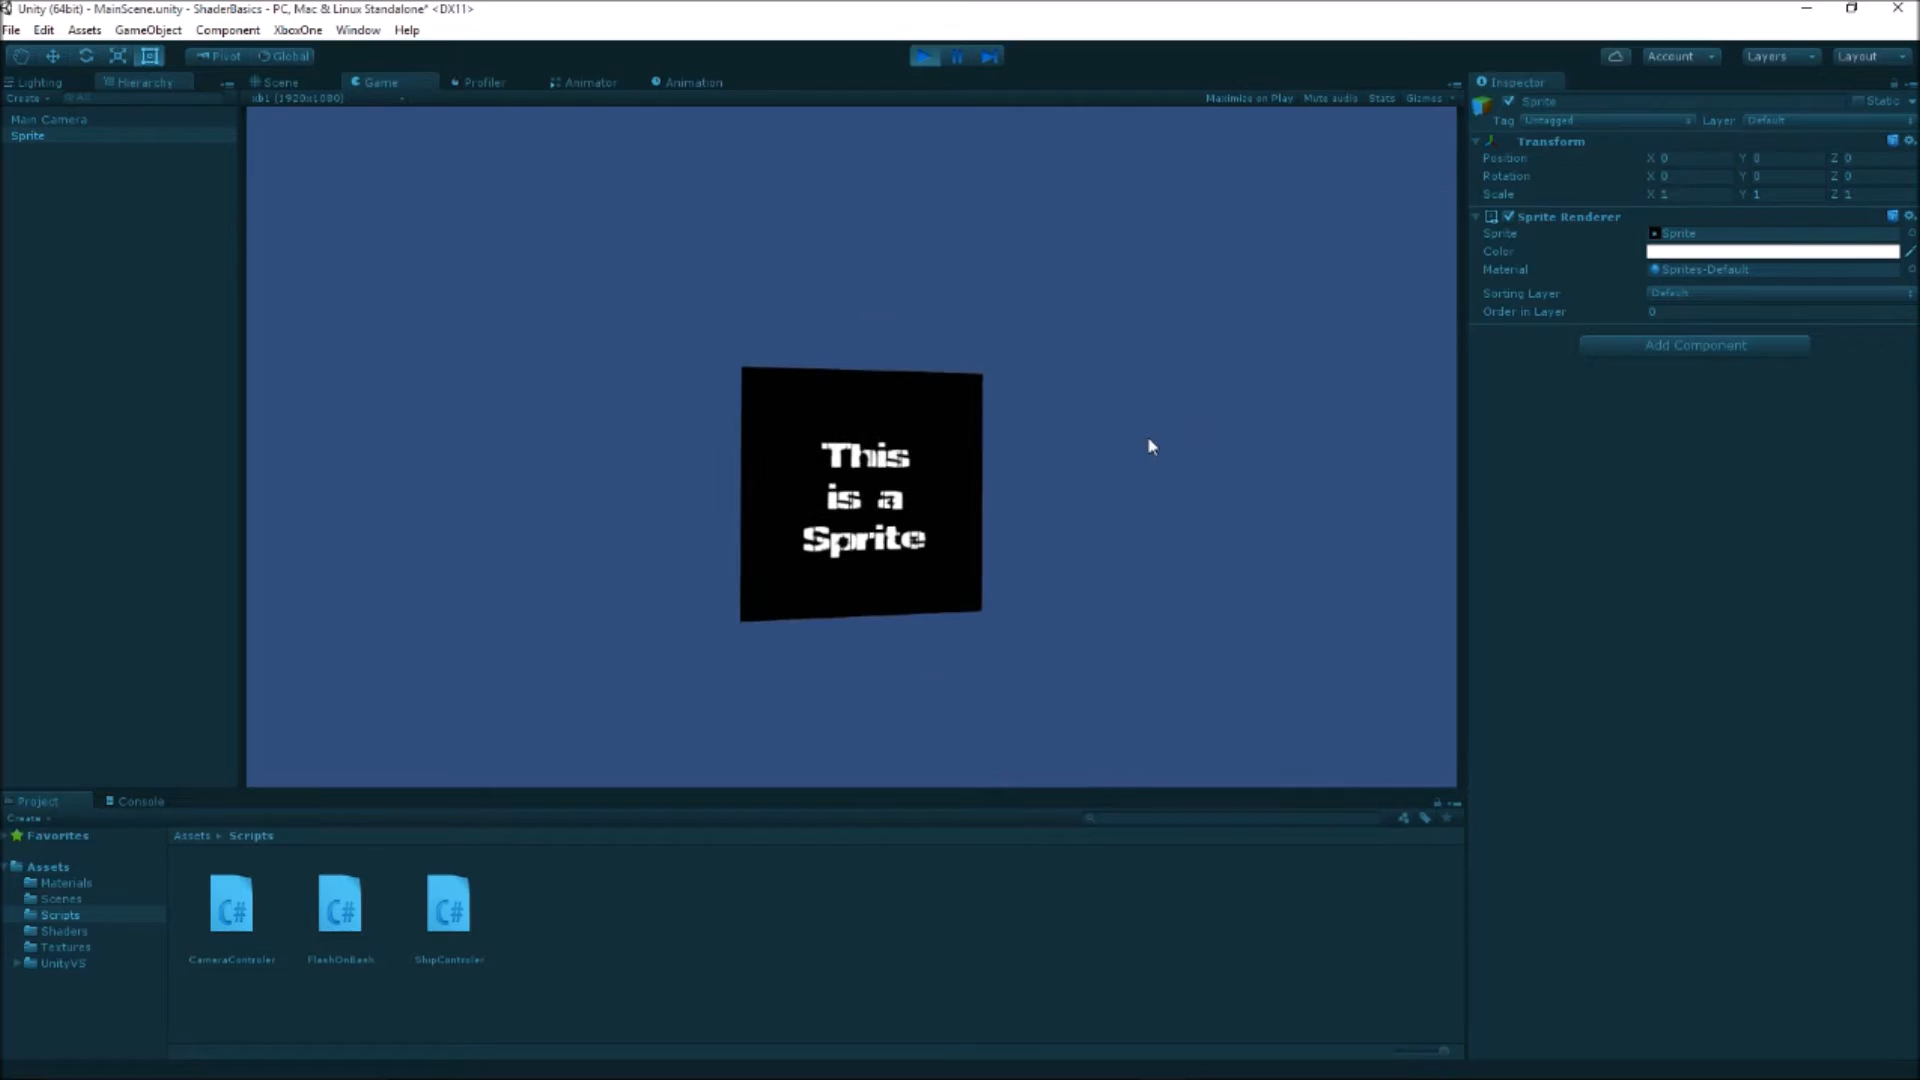 Unity (64bit) - MainScene.unity - ShaderBasics - PC, Mac & Linux Standalone* <DX11>
File Edit Assets GameObject Component XboxOne Window Help
Pivot Global Account Layers Layout
Lighting Hierarchy Scene Game Profiler Animator Animation Inspector
Create All xb1 (1920x1080) Maximize on Play Mute audio Stats Gizmos Sprite Static
Main Camera Tag Untagged Layer Default
Sprite
Transform
Position X 0 Y 0 Z 0
Rotation X 0 Y 0 Z 0
Scale X 1 Y 1 Z 1
Sprite Renderer
Sprite Sprite
Color
Material Sprites-Default
Sorting Layer Default
Order in Layer 0
Add Component
This
is a
Sprite
Project Console
Create
Favorites Assets Scripts
Assets
Materials
Scenes
Scripts
Shaders
Textures
UnityVS
C# C# C#
CameraControler FlashOnBash ShipControler